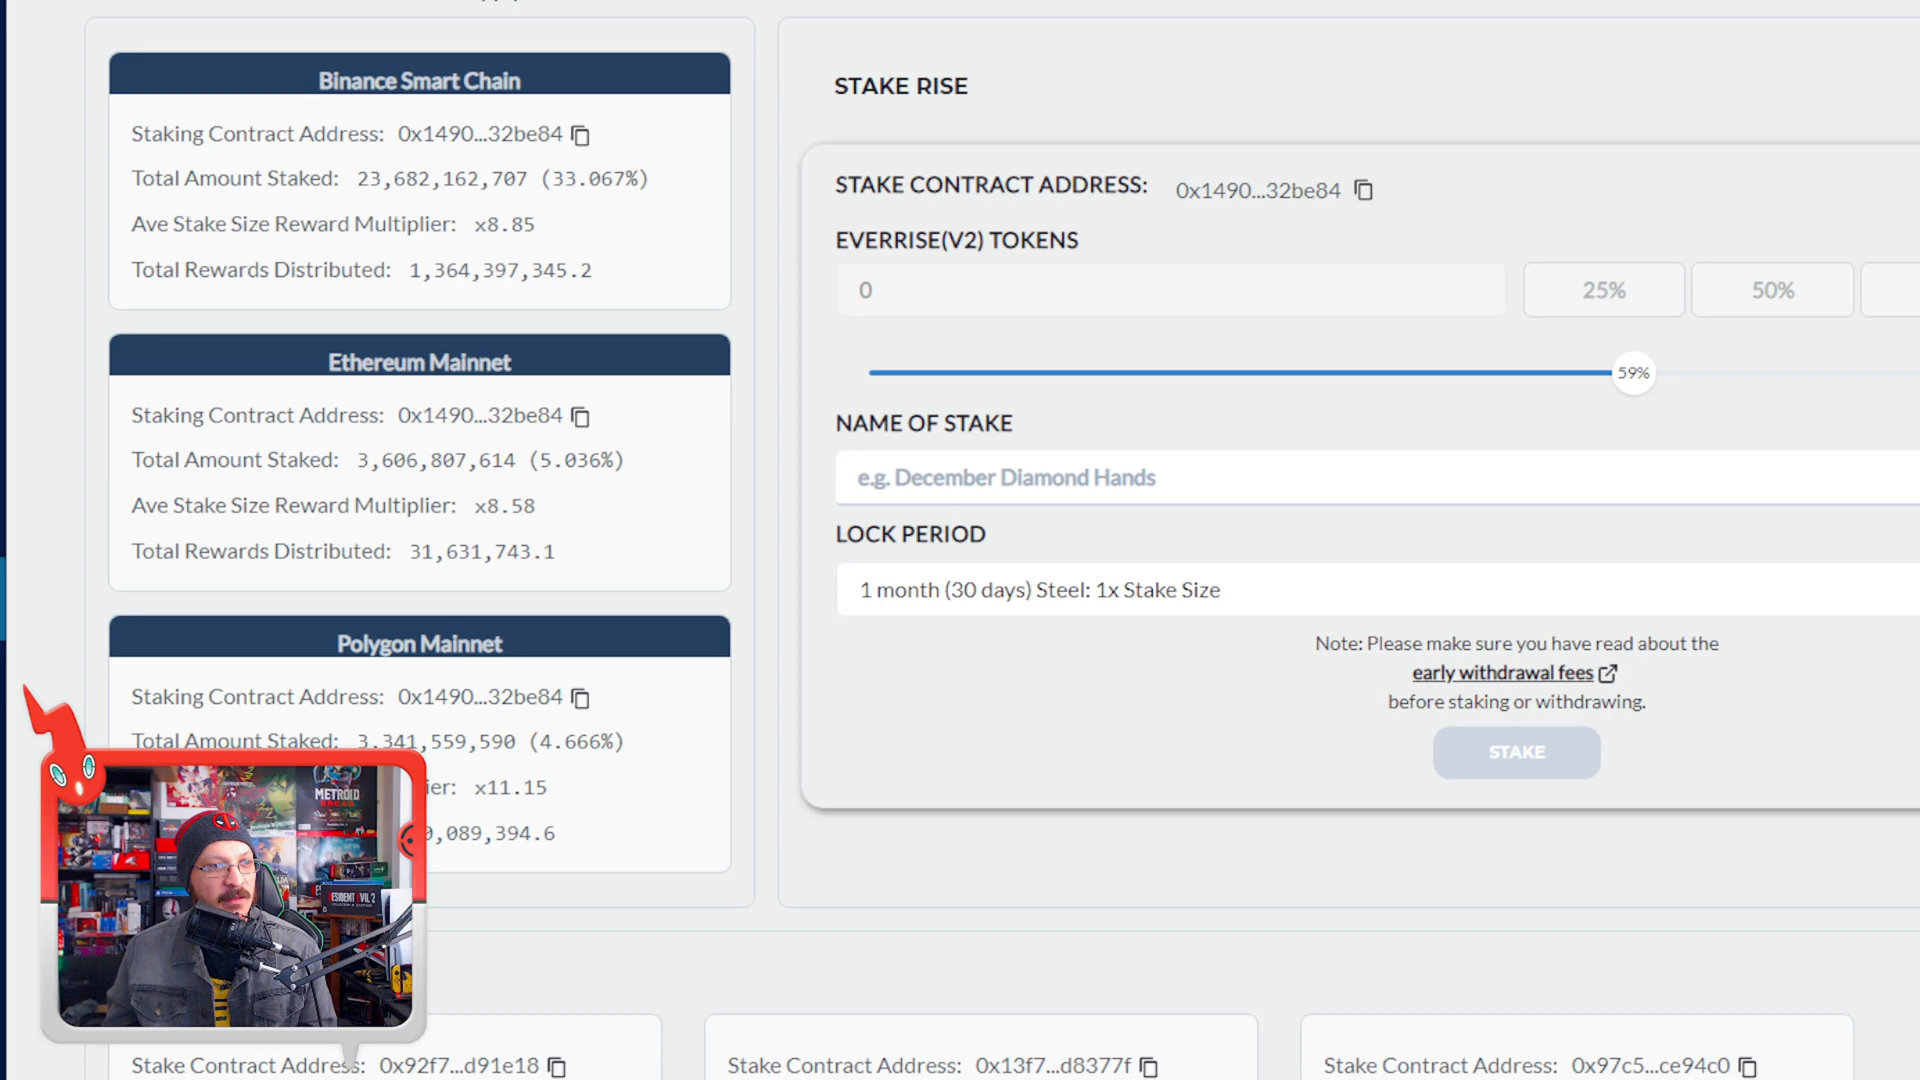 Binance Smart Chain
Staking Contract Address: 0x1490...32be84
Total Amount Staked: 23,682,162,707 (33.067%)
Ave Stake Size Reward Multiplier: x8.85
Total Rewards Distributed: 1,364,397,345.2
Ethereum Mainnet
Staking Contract Address: 0x1490...32be84
Total Amount Staked: 3,606,807,614 (5.036%)
Ave Stake Size Reward Multiplier: x8.58
Total Rewards Distributed: 31,631,743.1
Polygon Mainnet
Staking Contract Address: 0x1490...32be84
Total Amount Staked: 3,341,559,590 (4.666%)
x11.15
,089,394.6
STAKE RISE
STAKE CONTRACT ADDRESS: 0x1490...32be84
EVERRISE(V2) TOKENS
0
25%
50%
59%
NAME OF STAKE
e.g. December Diamond Hands
LOCK PERIOD
1 month (30 days) Steel: 1x Stake Size
Note: Please make sure you have read about the
early withdrawal fees
before staking or withdrawing.
STAKE
METROID
RESIDENT EVIL 2
Stake Contract Address: 0x92f7...d91e18
Stake Contract Address: 0x13f7...d8377f
Stake Contract Address: 0x97c5...ce94c0